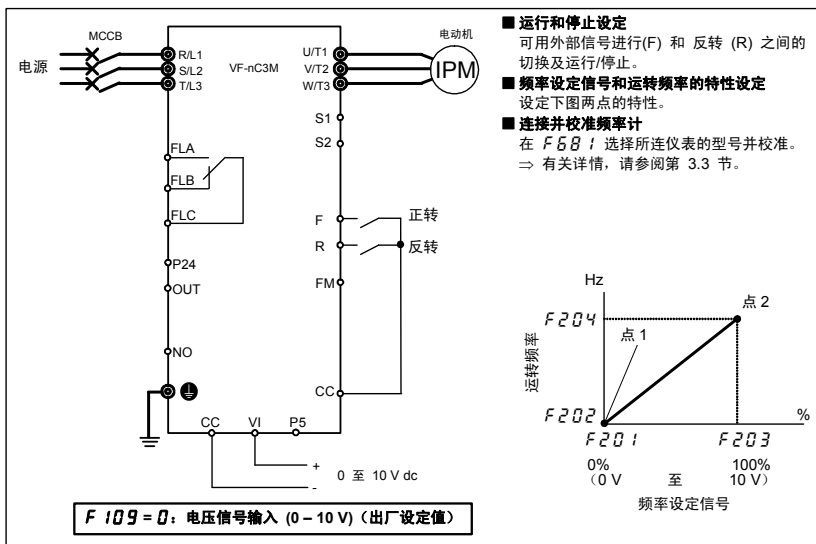 MCCB
电源
R/L1
S/L2
T/L3
VF-nC3M
U/T1
V/T2
W/T3
电动机
IPM
S1
S2
FLA
FLB
FLC
F
正转
R
反转
P24
OUT
FM
NO
CC
CC
VI
P5
+
0 至 10 V dc
-
F109 = 0：电压信号输入 (0 – 10 V)（出厂设定值）
■ 运行和停止设定
可用外部信号进行(F) 和 反转 (R) 之间的
切换及运行/停止。
■ 频率设定信号和运转频率的特性设定
设定下图两点的特性。
■ 连接并校准频率计
在 F681 选择所连仪表的型号并校准。
⇒ 有关详情，请参阅第 3.3 节。
Hz
F204
点 2
点 1
运转频率
F202
%
F201
F203
0%
100%
（0 V 至 10 V）
频率设定信号